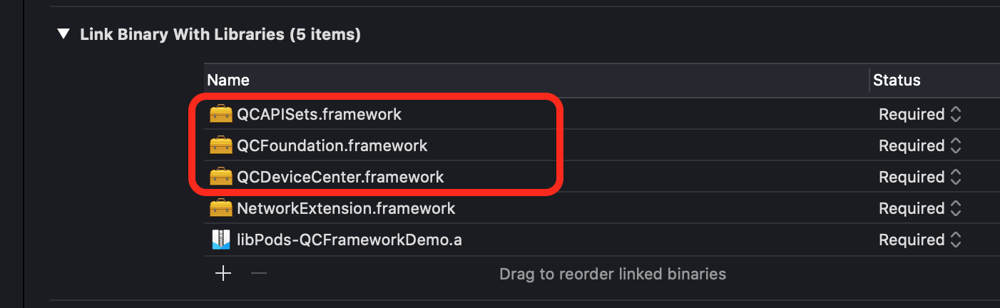 Link Binary With Libraries (5 items)
Name Status
QCAPISets.framework Required
QCFoundation.framework Required
QCDeviceCenter.framework Required
NetworkExtension.framework Required
libPods-QCFrameworkDemo.a Required
Drag to reorder linked binaries